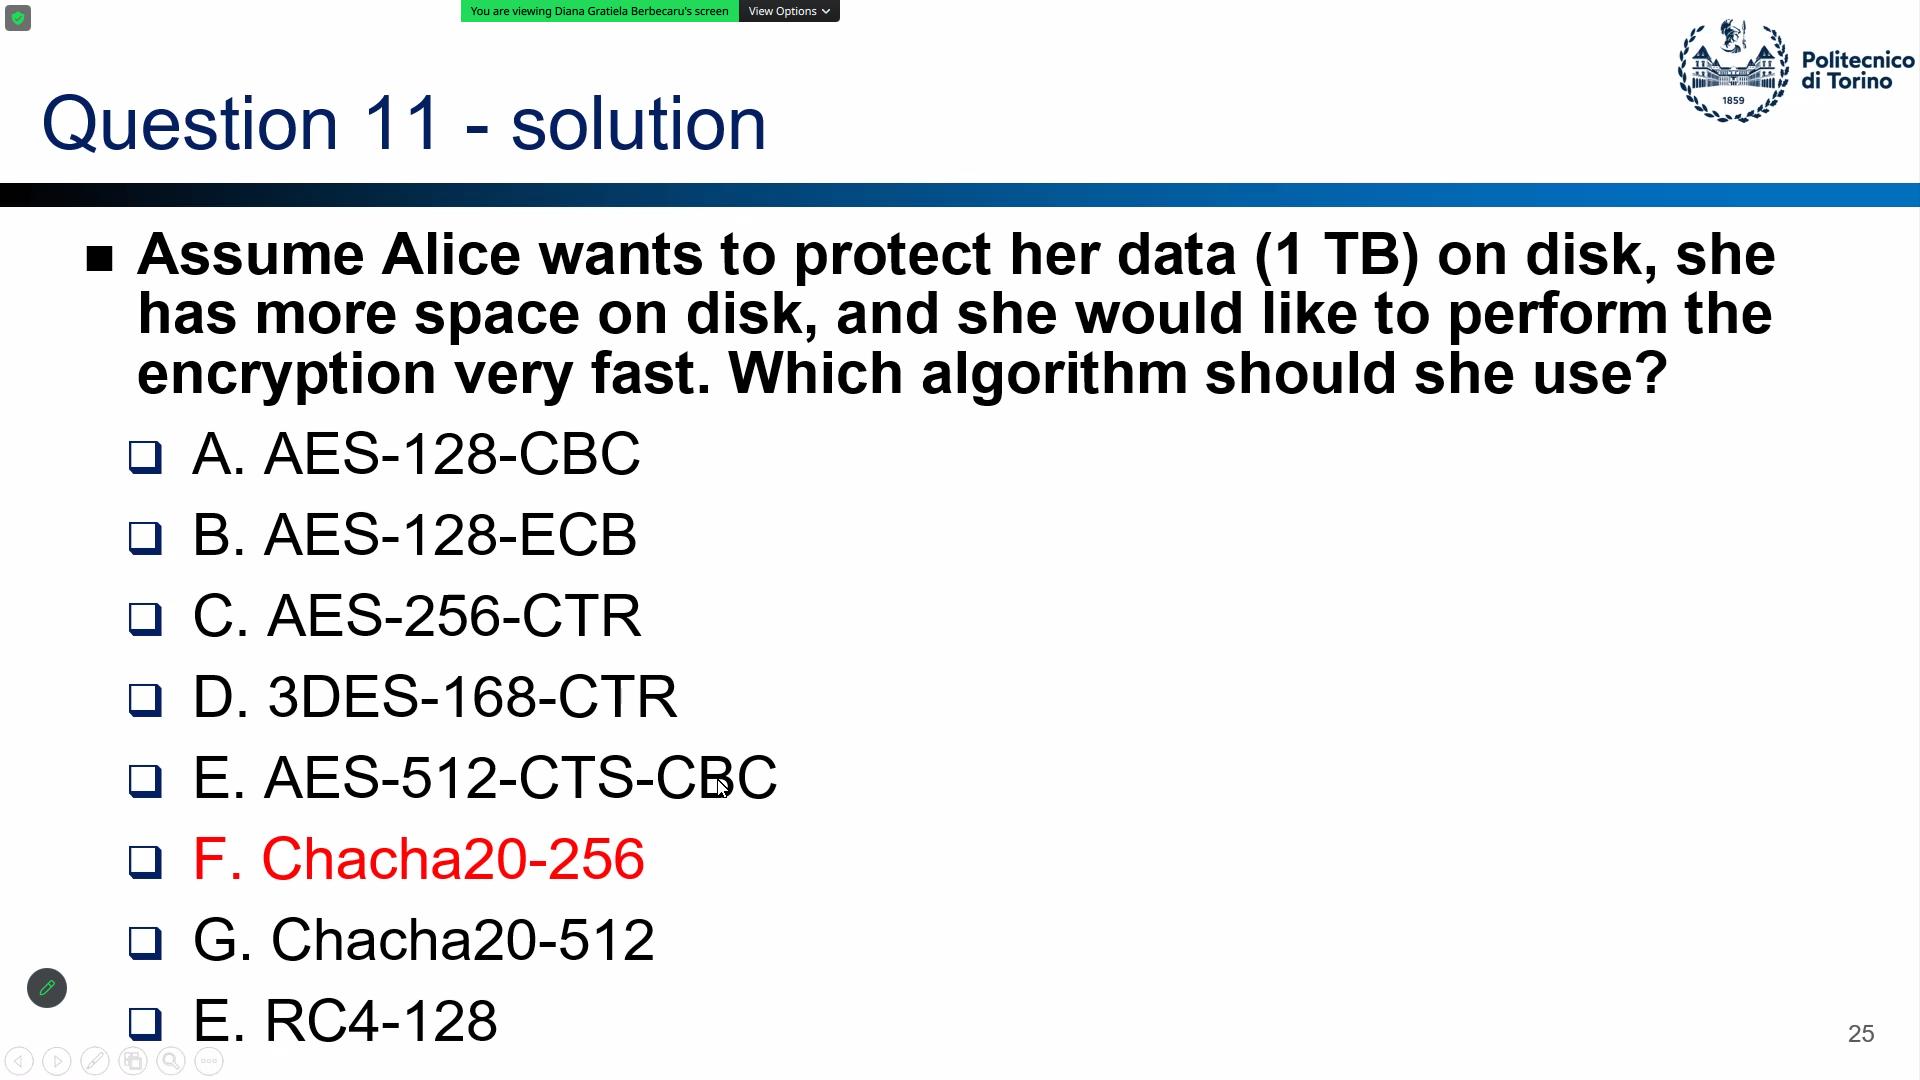 You are viewing Diana Gratiela Berbecaru's screen View Options
Politecnico
di Torino
1859
Question 11 - solution
Assume Alice wants to protect her data (1 TB) on disk, she
has more space on disk, and she would like to perform the
encryption very fast. Which algorithm should she use?
A. AES-128-CBC
B. AES-128-ECB
C. AES-256-CTR
D. 3DES-168-CTR
E. AES-512-CTS-CBC
F. Chacha20-256
G. Chacha20-512
E. RC4-128
25